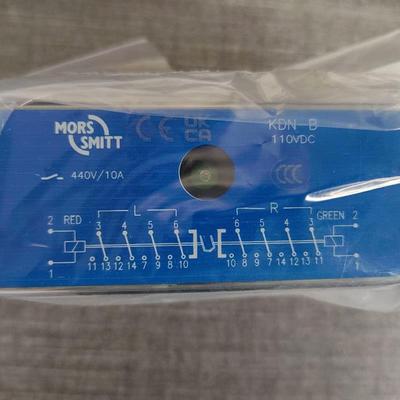 MORS
SMITT
CE UK
CA
KDN B
110VDC
440V/10A
CCC
2 RED L R GREEN 2
3 4 5 6 6 5 4 3
1 1
11 13 13 14 7 9 8 10 10 8 9 7 14 12 13 11